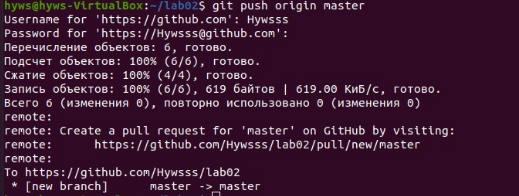 hyws@hyws-VirtualBox:~/lab02$ git push origin master
Username for 'https://github.com': Hywsss
Password for 'https://Hywsss@github.com':
Перечисление объектов: 6, готово.
Подсчет объектов: 100% (6/6), готово.
Сжатие объектов: 100% (4/4), готово.
Запись объектов: 100% (6/6), 619 байтов | 619.00 КиБ/с, готово.
Всего 6 (изменения 0), повторно использовано 0 (изменения 0)
remote:
remote: Create a pull request for 'master' on GitHub by visiting:
remote:      https://github.com/Hywsss/lab02/pull/new/master
remote:
To https://github.com/Hywsss/lab02
 * [new branch]      master -> master